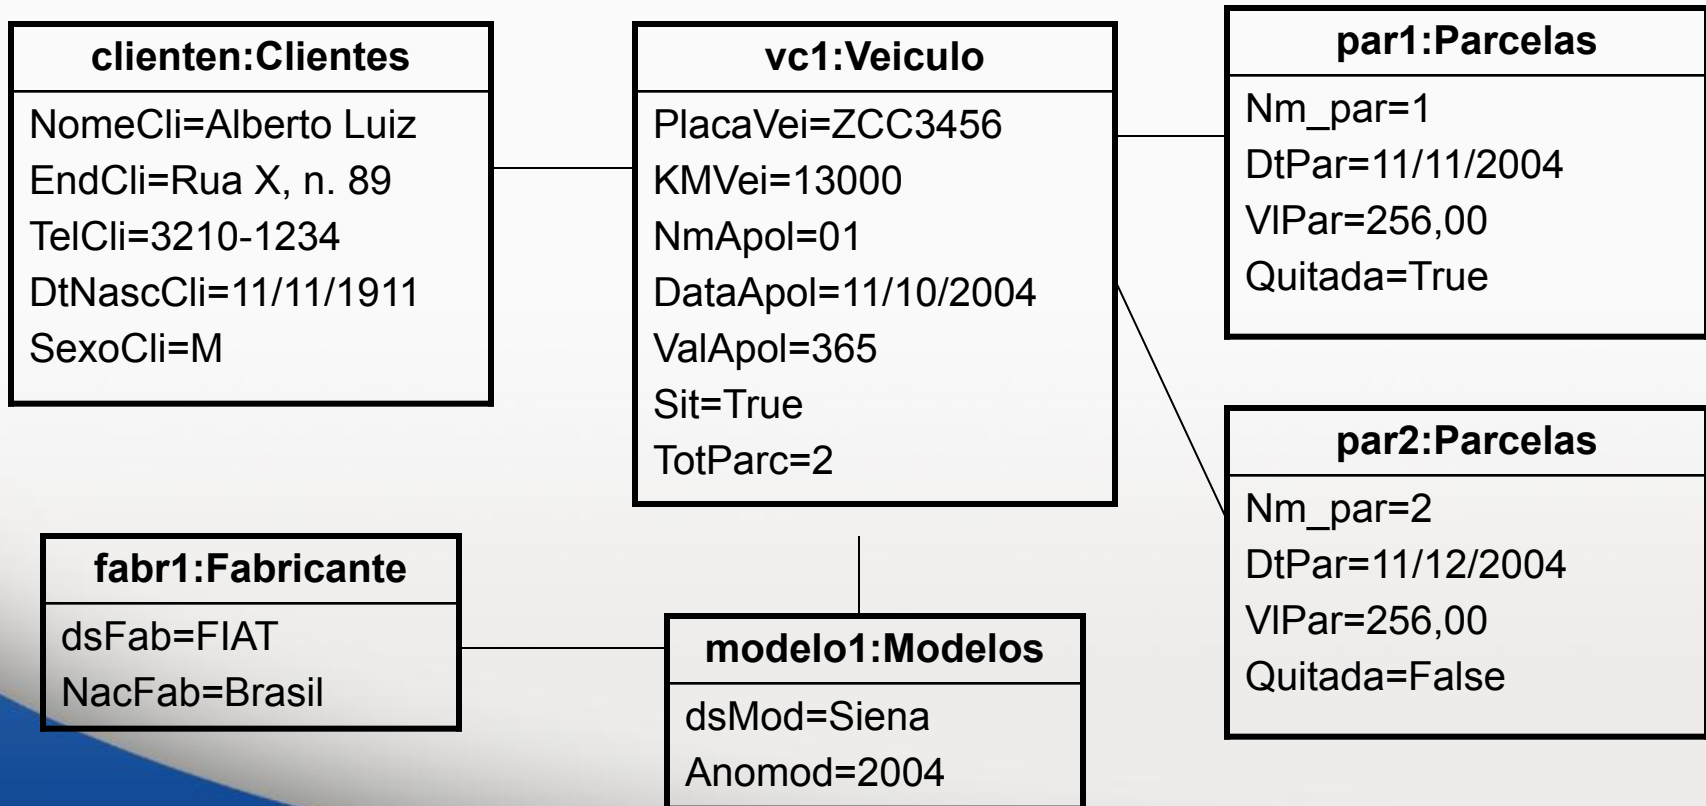 clienten:Clientes
NomeCli=Alberto Luiz
EndCli=Rua X, n. 89
TelCli=3210-1234
DtNascCli=11/11/1911
SexoCli=M
vc1:Veiculo
PlacaVei=ZCC3456
KMVei=13000
NmApol=01
DataApol=11/10/2004
ValApol=365
Sit=True
TotParc=2
par1:Parcelas
Nm_par=1
DtPar=11/11/2004
VlPar=256,00
Quitada=True
par2:Parcelas
Nm_par=2
DtPar=11/12/2004
VlPar=256,00
Quitada=False
fabr1:Fabricante
dsFab=FIAT
NacFab=Brasil
modelo1:Modelos
dsMod=Siena
Anomod=2004